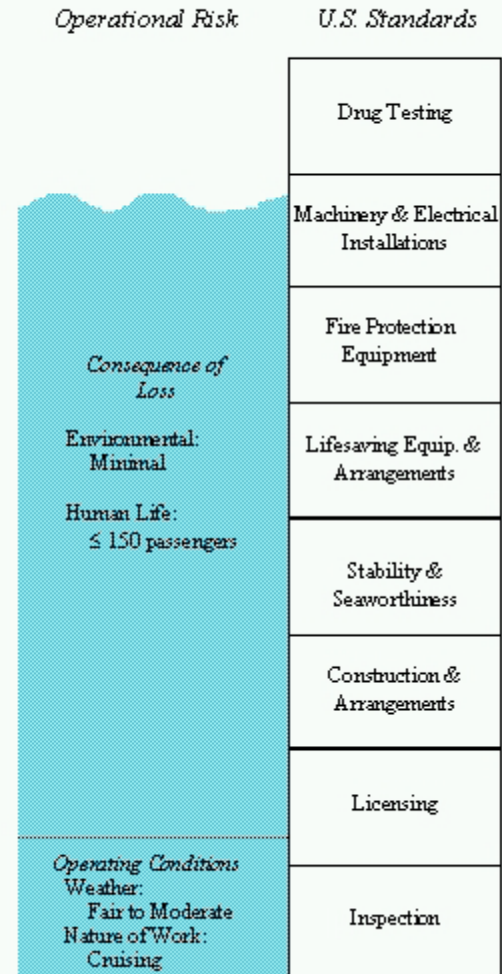 Operational Risk
U.S. Standards
Drug Testing
Machinery & Electrical
Installations
Fire Protection
Equipment
Consequence of
Loss
Environmental:
Minimal
Human Life:
≤ 150 passengers
Lifesaving Equip. &
Arrangements
Stability &
Seaworthiness
Construction &
Arrangements
Licensing
Operating Conditions
Weather:
Fair to Moderate
Nature of Work:
Cruising
Inspection